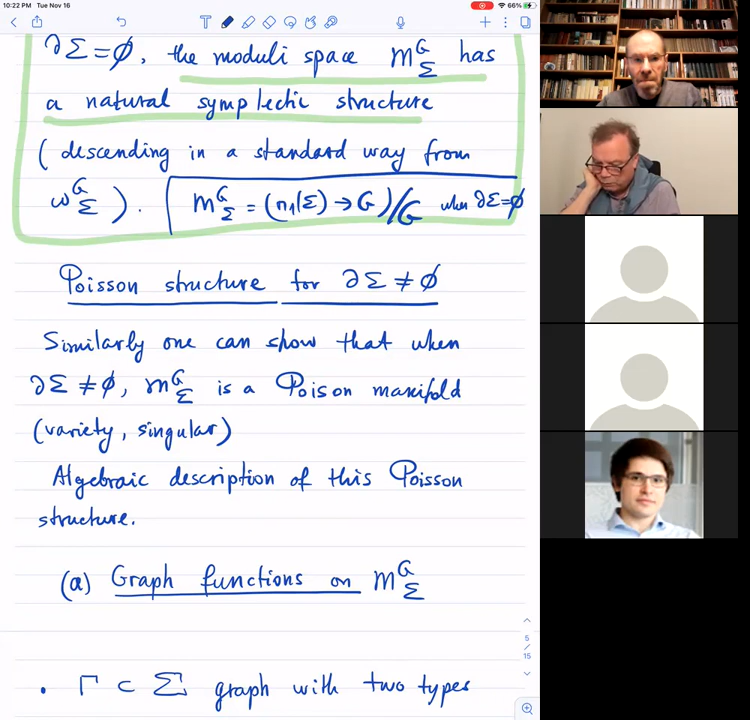 10:22 PM Tue Nov 16
66%
∂Σ=∅, the moduli space m^G_Σ has
a natural symplectic structure
(descending in a standard way from
ω^G_Σ). m^G_Σ = (π₁(Σ) → G)/G when ∂Σ=∅
Poisson structure for ∂Σ ≠ ∅
Similarly one can show that when
∂Σ ≠ ∅, m^G_Σ is a Poison manifold
(variety, singular)
Algebraic description of this Poisson
structure.
(a) Graph functions on m^G_Σ
5
/
15
• Γ ⊂ Σ graph with two types